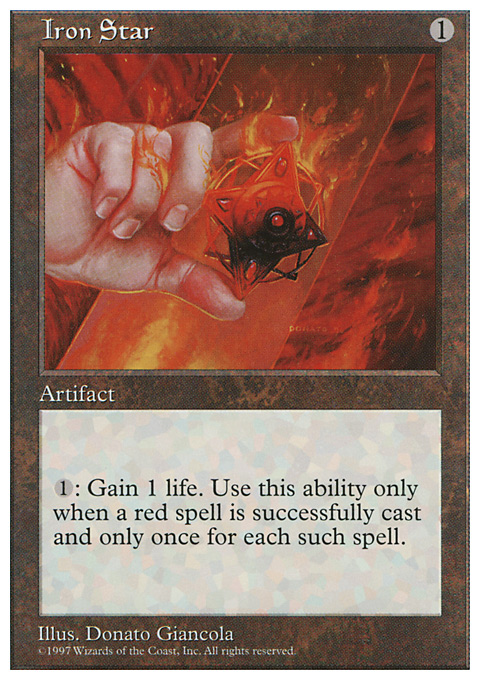 Iron Star 1
DONATO
Artifact
1: Gain 1 life. Use this ability only
when a red spell is successfully cast
and only once for each such spell.
Illus. Donato Giancola
©1997 Wizards of the Coast, Inc. All rights reserved.